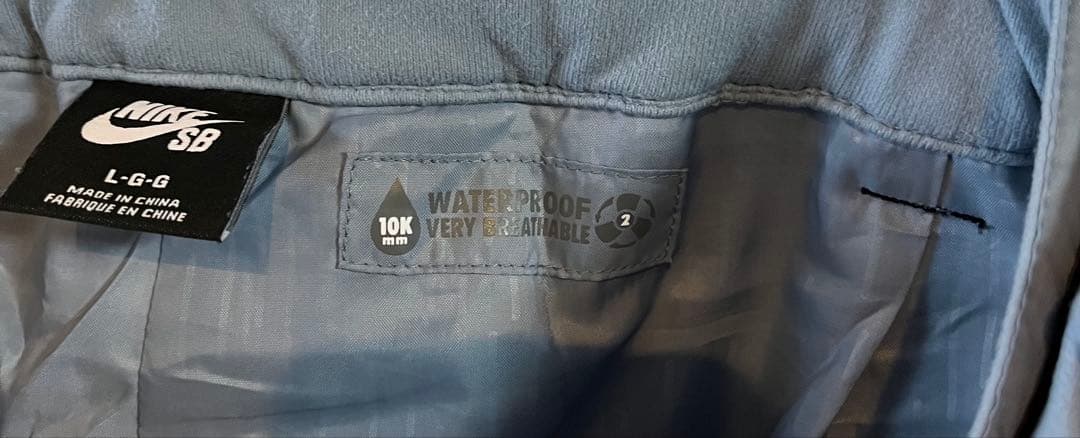 NIKE
SB
L-G-G
MADE IN CHINA
FABRIQUE EN CHINE
10K
mm
WATERPROOF
VERY BREATHABLE
2